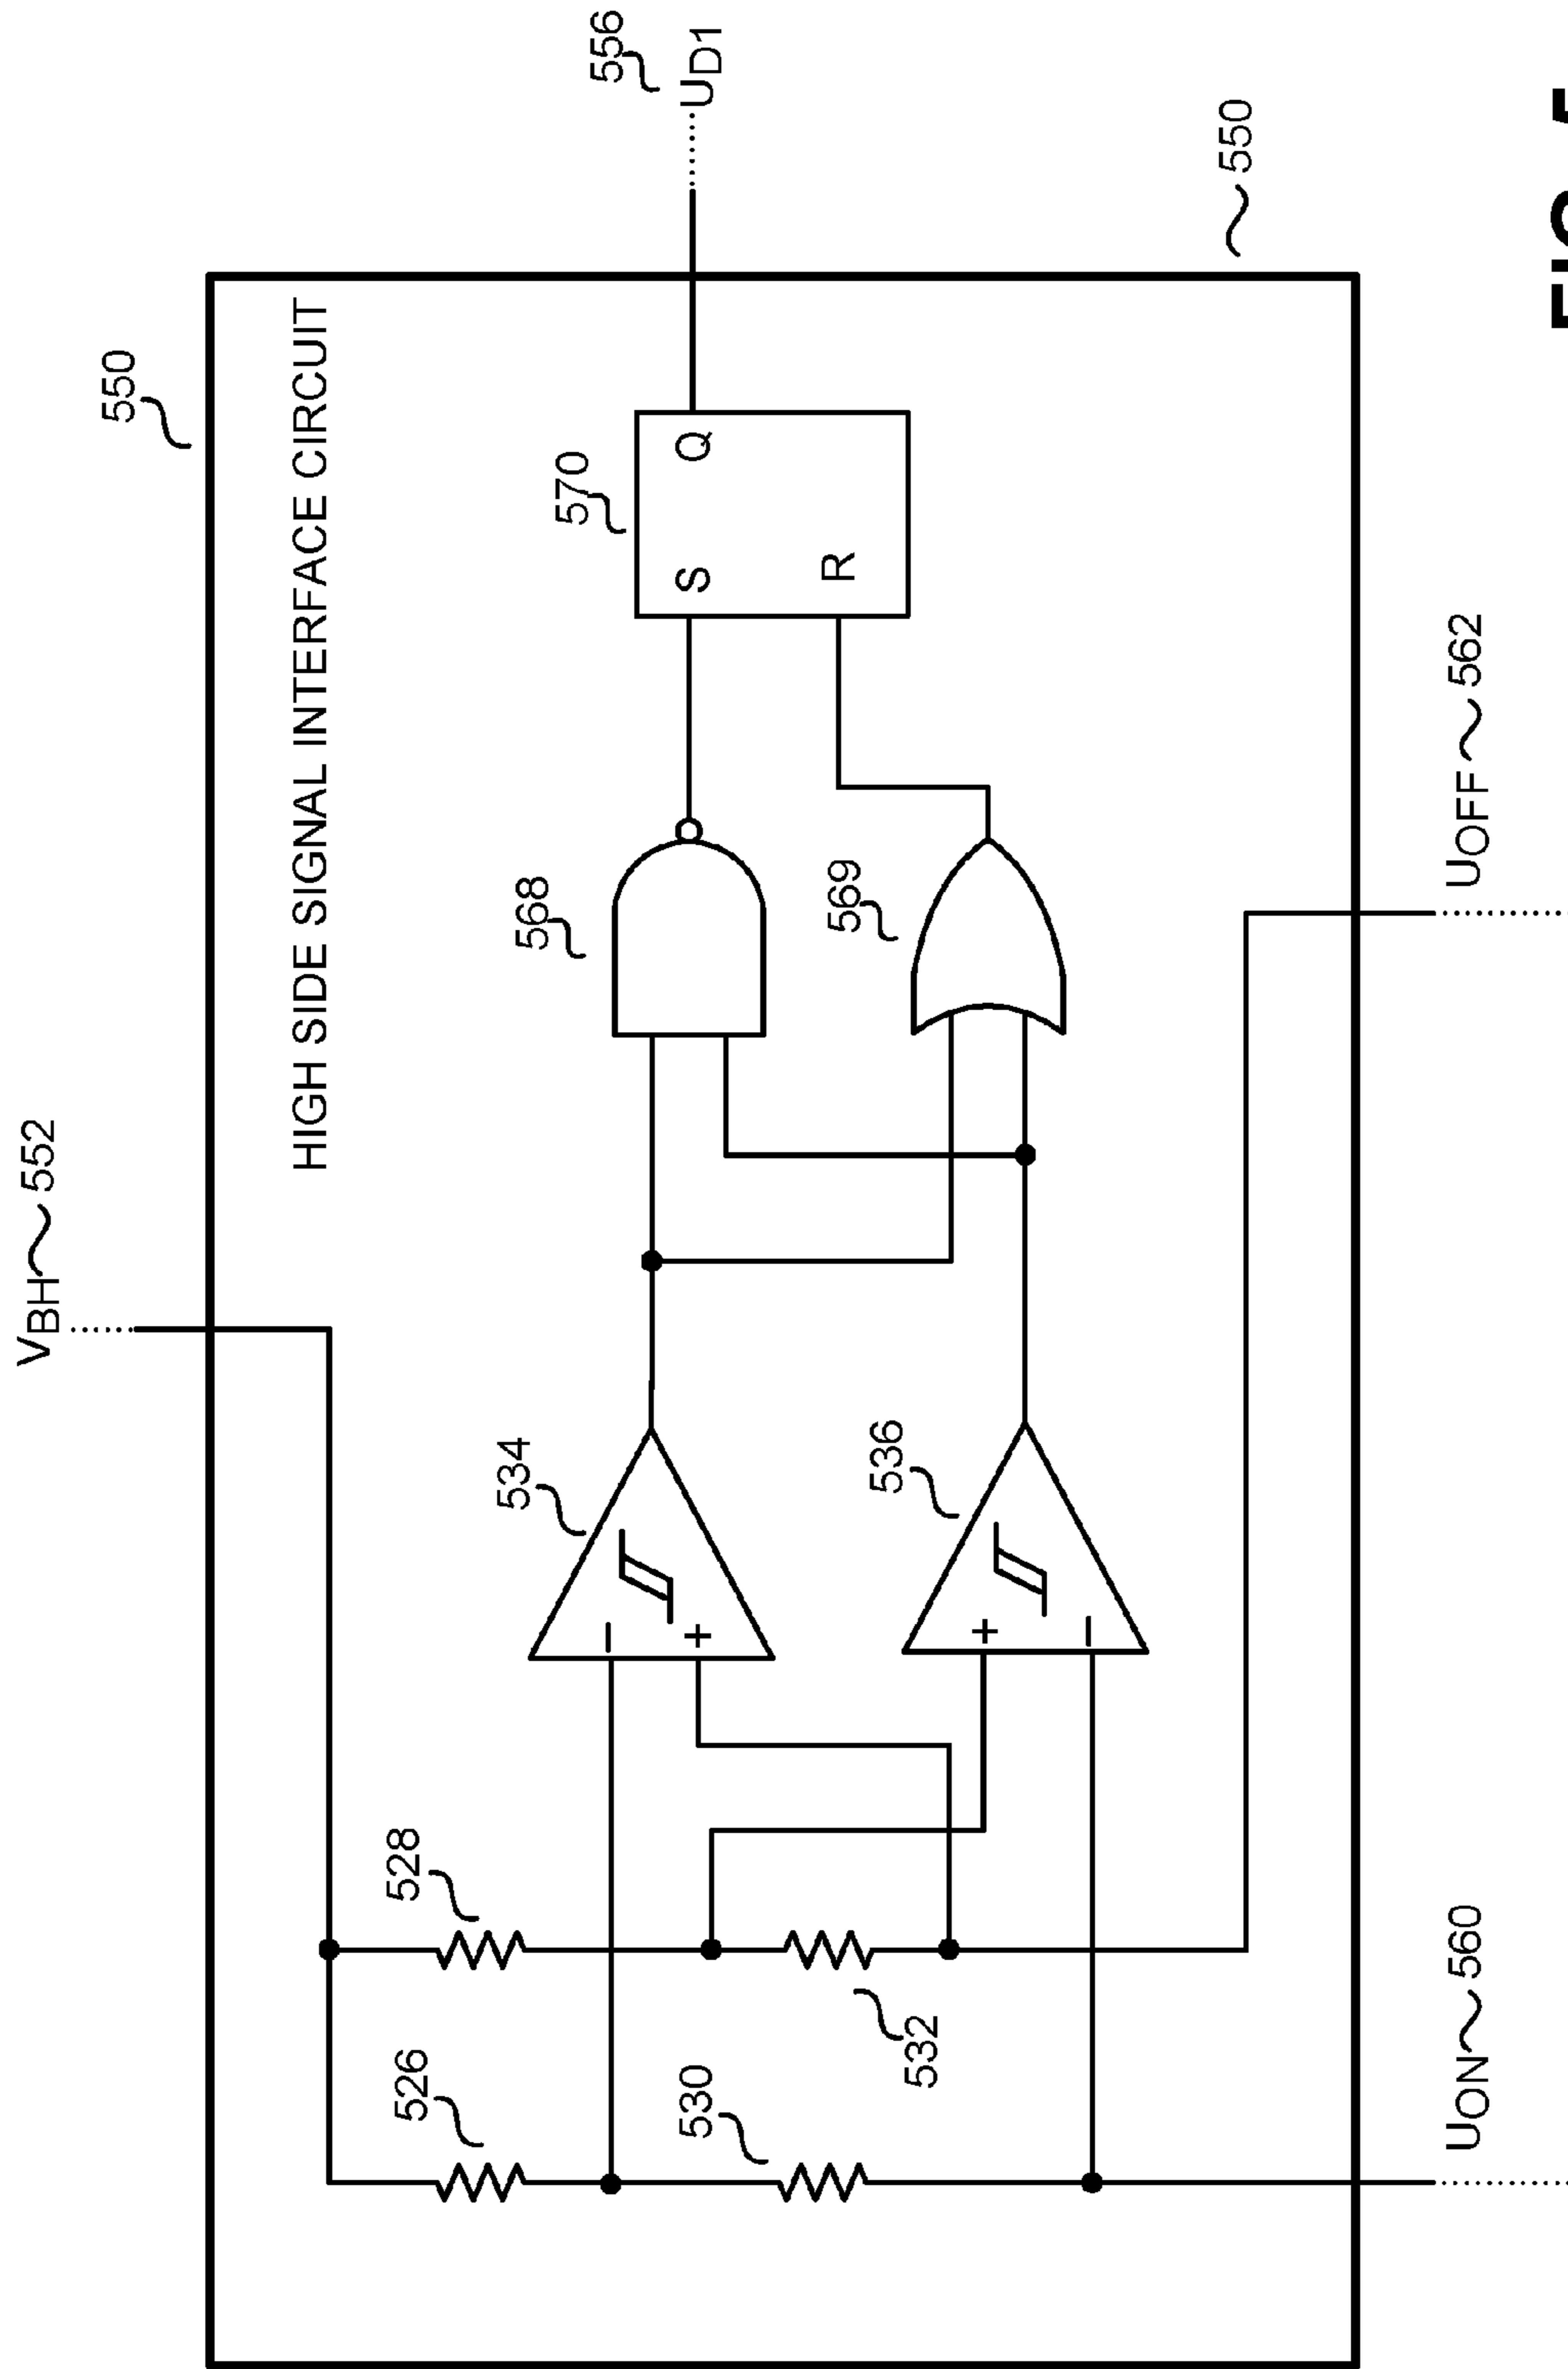 VBH 552
550
HIGH SIDE SIGNAL INTERFACE CIRCUIT
526
528
530
532
534
−
+
536
+
−
568
569
570
S
Q
R
556
UD1
550
UON 560
UOFF 562